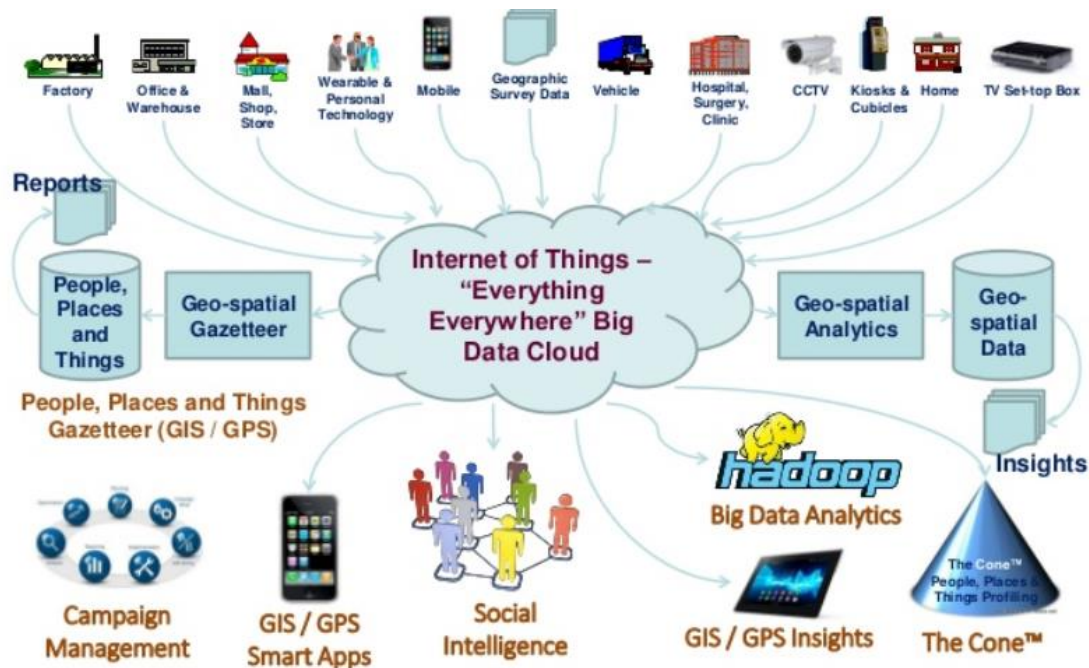 Factory
Office &
Warehouse
Mall,
Shop,
Store
Wearable &
Personal
Technology
Mobile
Geographic
Survey Data
Vehicle
Hospital,
Surgery,
Clinic
CCTV
Kiosks &
Cubicles
Home
TV Set-top Box
Reports
People,
Places
and
Things
Geo-spatial
Gazetteer
Internet of Things –
“Everything
Everywhere” Big
Data Cloud
Geo-spatial
Analytics
Geo-
spatial
Data
People, Places and Things
Gazetteer (GIS / GPS)
Insights
hadoop
Big Data Analytics
Campaign
Management
GIS / GPS
Smart Apps
Social
Intelligence
GIS / GPS Insights
The Cone™
People, Places &
Things Profiling
The Cone™